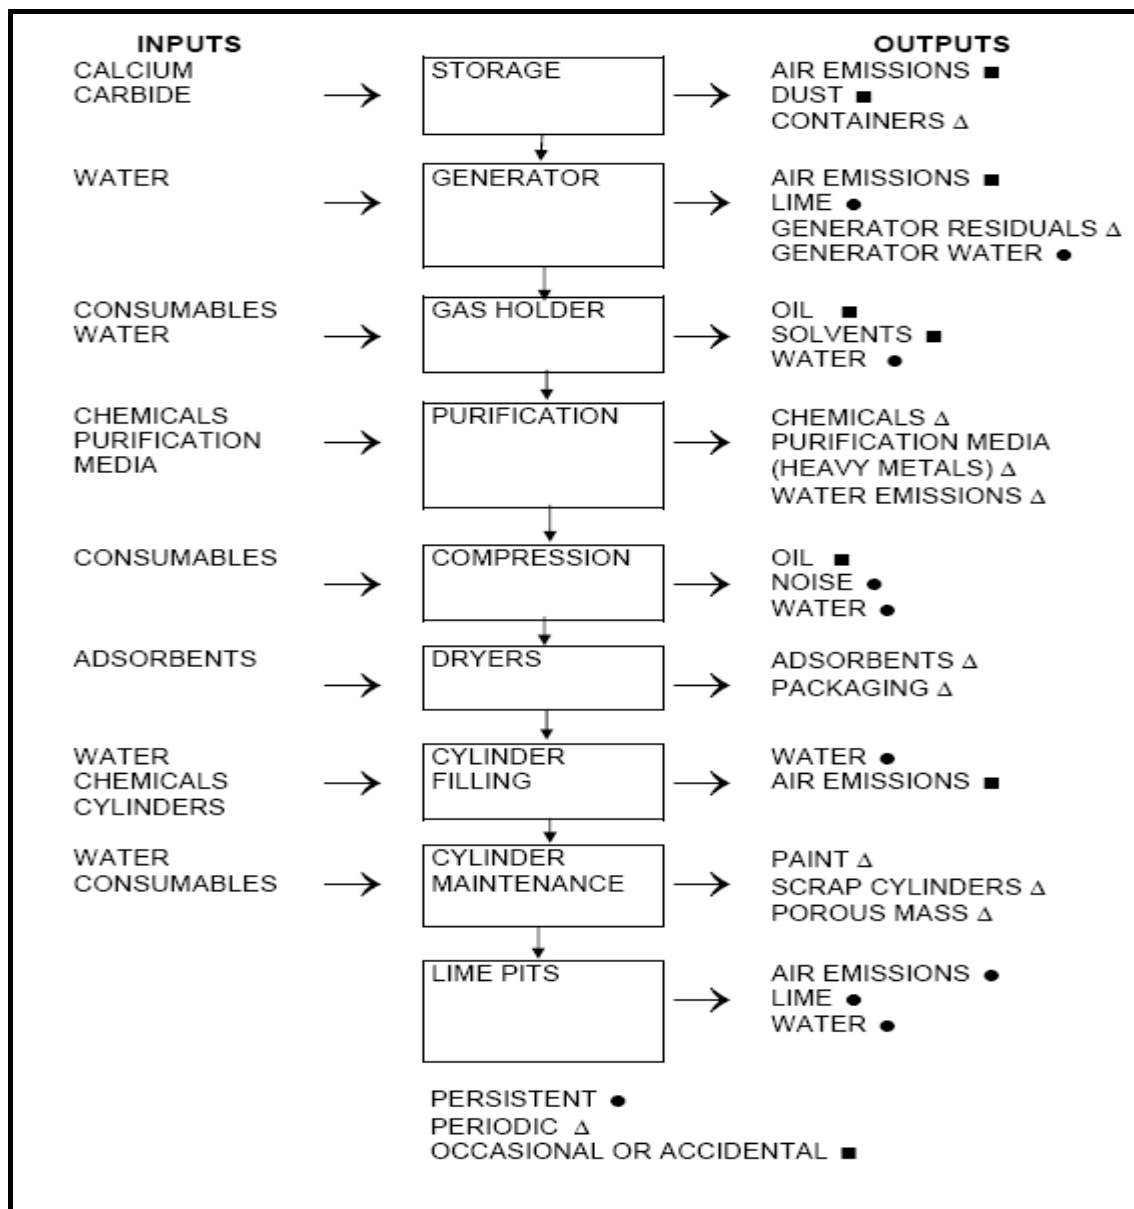 INPUTS
OUTPUTS
CALCIUM
CARBIDE
STORAGE
AIR EMISSIONS ■
DUST ■
CONTAINERS Δ
WATER
GENERATOR
AIR EMISSIONS ■
LIME ●
GENERATOR RESIDUALS Δ
GENERATOR WATER ●
CONSUMABLES
WATER
GAS HOLDER
OIL ■
SOLVENTS ■
WATER ●
CHEMICALS
PURIFICATION
MEDIA
PURIFICATION
CHEMICALS Δ
PURIFICATION MEDIA
(HEAVY METALS) Δ
WATER EMISSIONS Δ
CONSUMABLES
COMPRESSION
OIL ■
NOISE ●
WATER ●
ADSORBENTS
DRYERS
ADSORBENTS Δ
PACKAGING Δ
WATER
CHEMICALS
CYLINDERS
CYLINDER
FILLING
WATER ●
AIR EMISSIONS ■
WATER
CONSUMABLES
CYLINDER
MAINTENANCE
PAINT Δ
SCRAP CYLINDERS Δ
POROUS MASS Δ
LIME PITS
AIR EMISSIONS ●
LIME ●
WATER ●
PERSISTENT ●
PERIODIC Δ
OCCASIONAL OR ACCIDENTAL ■